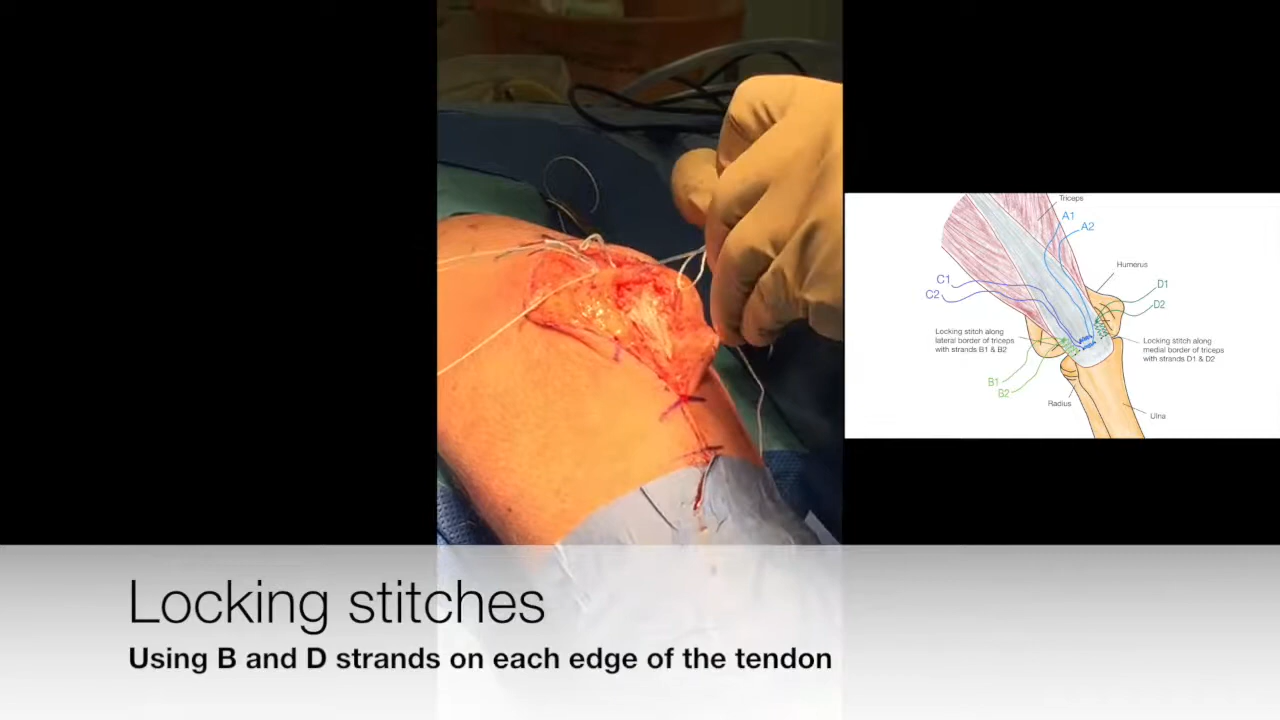 Triceps
A1
A2
Humerus
C1
C2
D1
D2
Locking stitch along
lateral border of triceps
with strands B1 & B2
Locking stitch along
medial border of triceps
with strands D1 & D2
B1
B2
Radius
Ulna
Locking stitches
Using B and D strands on each edge of the tendon